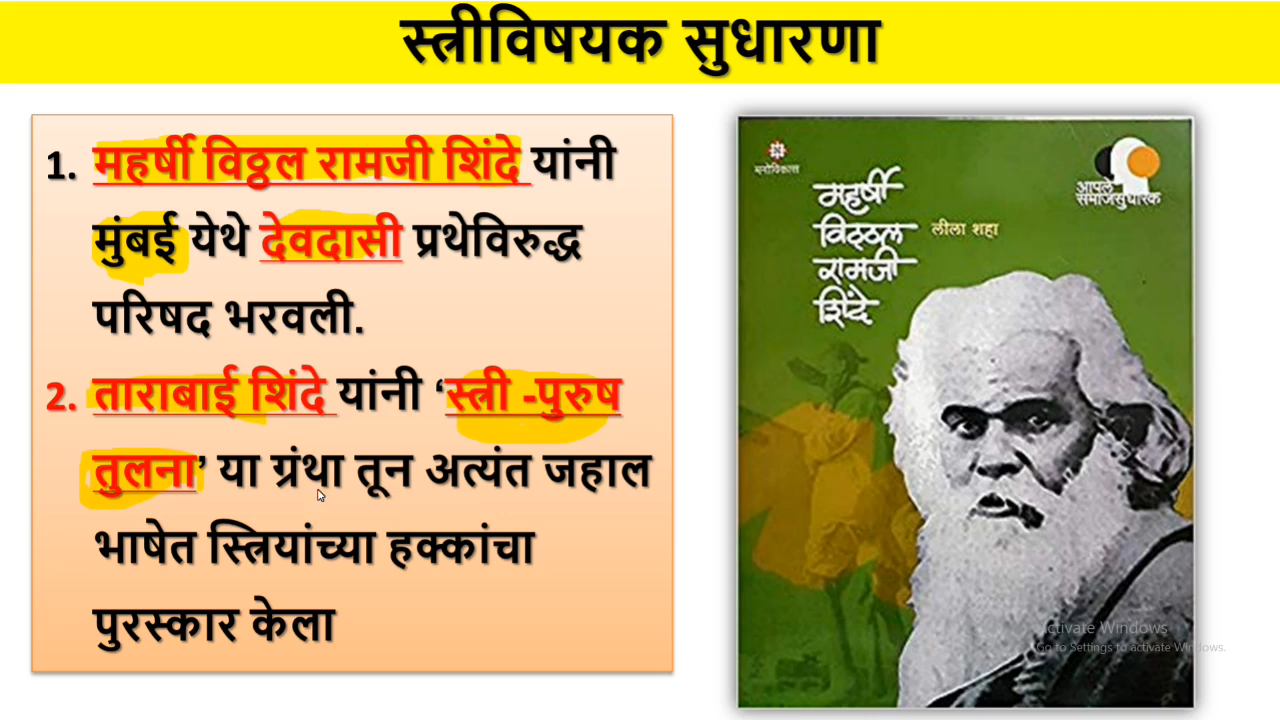 स्त्रीविषयक सुधारणा
1. महर्षी विठ्ठल रामजी शिंदे यांनी
मुंबई येथे देवदासी प्रथेविरुद्ध
परिषद भरवली.
2. ताराबाई शिंदे यांनी ‘स्त्री -पुरुष
तुलना’ या ग्रंथा तून अत्यंत जहाल
भाषेत स्त्रियांच्या हक्कांचा
पुरस्कार केला
मनोविकास
आपले
समाजसुधारक
महर्षी
विठ्ठल
रामजी
शिंदे
लीला शहा
Activate Windows
Go to Settings to activate Windows.